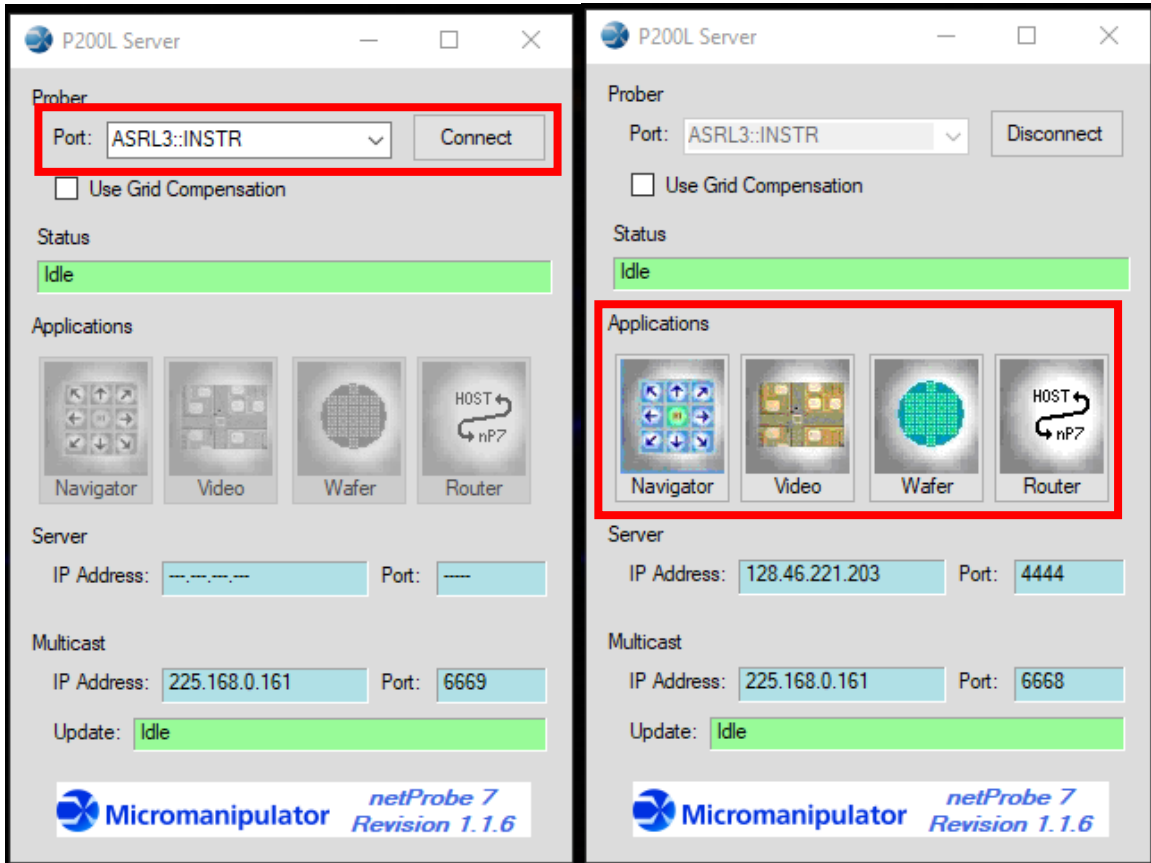 P200L Server
Prober
Port: ASRL3::INSTR Connect
Use Grid Compensation
Status
Idle
Applications
HOST
nP7
Navigator Video Wafer Router
Server
IP Address: ---.---.---.--- Port: -----
Multicast
IP Address: 225.168.0.161 Port: 6669
Update: Idle
Micromanipulator
netProbe 7
Revision 1.1.6
P200L Server
Prober
Port: ASRL3::INSTR Disconnect
Use Grid Compensation
Status
Idle
Applications
HOST
nP7
Navigator Video Wafer Router
Server
IP Address: 128.46.221.203 Port: 4444
Multicast
IP Address: 225.168.0.161 Port: 6668
Update: Idle
Micromanipulator
netProbe 7
Revision 1.1.6